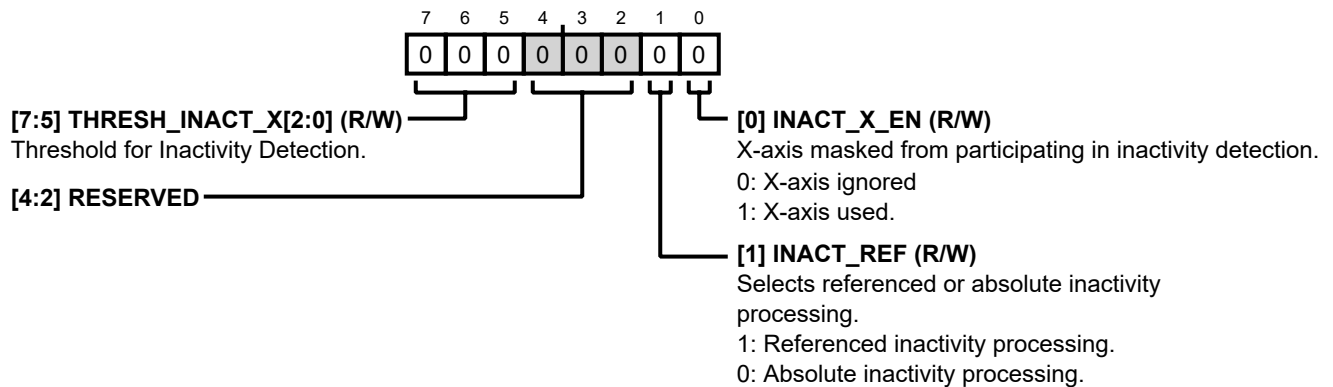 7 6 5 4 3 2 1 0
0 0 0 0 0 0 0 0
[7:5] THRESH_INACT_X[2:0] (R/W)
Threshold for Inactivity Detection.
[4:2] RESERVED
[0] INACT_X_EN (R/W)
X-axis masked from participating in inactivity detection.
0: X-axis ignored
1: X-axis used.
[1] INACT_REF (R/W)
Selects referenced or absolute inactivity
processing.
1: Referenced inactivity processing.
0: Absolute inactivity processing.